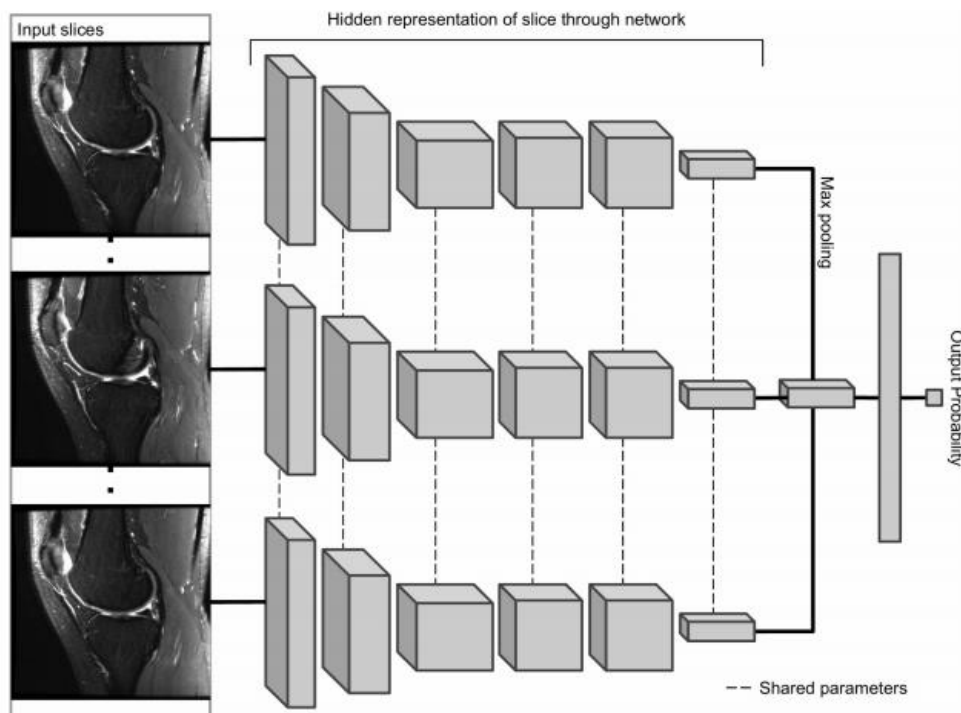 Input slices
Hidden representation of slice through network
Max pooling
Output Probability
Shared parameters